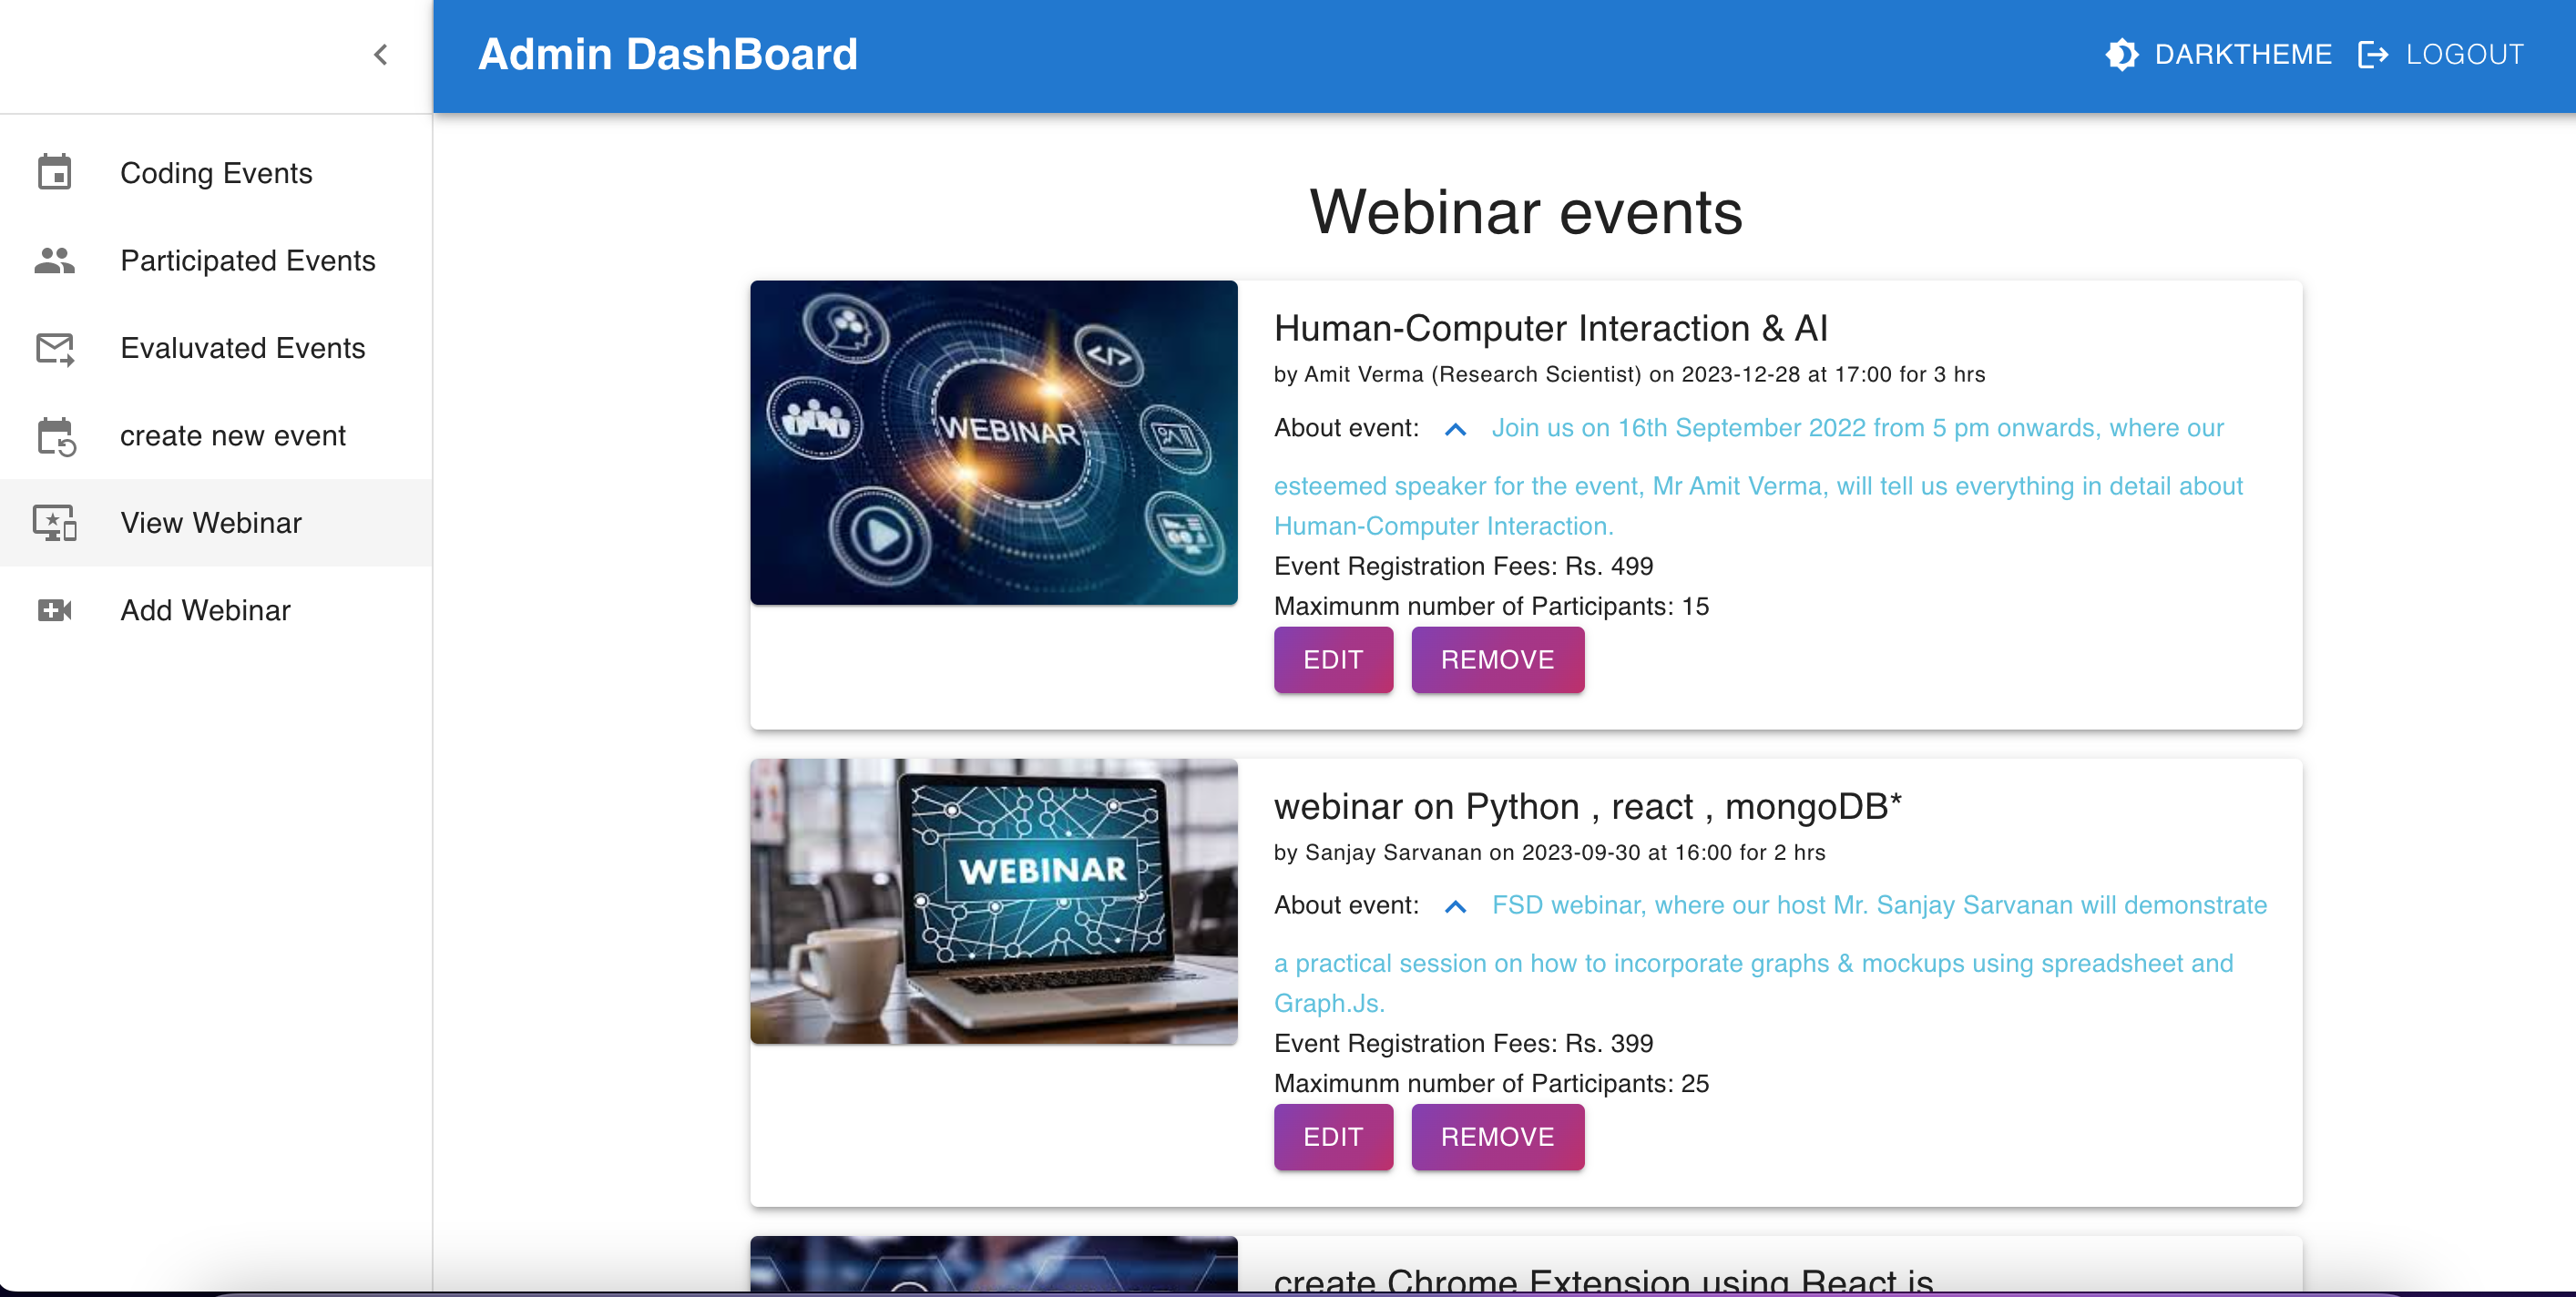 Admin DashBoard
DARKTHEME
LOGOUT
Coding Events
Participated Events
Evaluvated Events
create new event
View Webinar
Add Webinar
Webinar events
WEBINAR
Human-Computer Interaction & AI
by Amit Verma (Research Scientist) on 2023-12-28 at 17:00 for 3 hrs
About event: Join us on 16th September 2022 from 5 pm onwards, where our
esteemed speaker for the event, Mr Amit Verma, will tell us everything in detail about
Human-Computer Interaction.
Event Registration Fees: Rs. 499
Maximunm number of Participants: 15
EDIT
REMOVE
WEBINAR
webinar on Python , react , mongoDB*
by Sanjay Sarvanan on 2023-09-30 at 16:00 for 2 hrs
About event: FSD webinar, where our host Mr. Sanjay Sarvanan will demonstrate
a practical session on how to incorporate graphs & mockups using spreadsheet and
Graph.Js.
Event Registration Fees: Rs. 399
Maximunm number of Participants: 25
EDIT
REMOVE
create Chrome Extension using React is